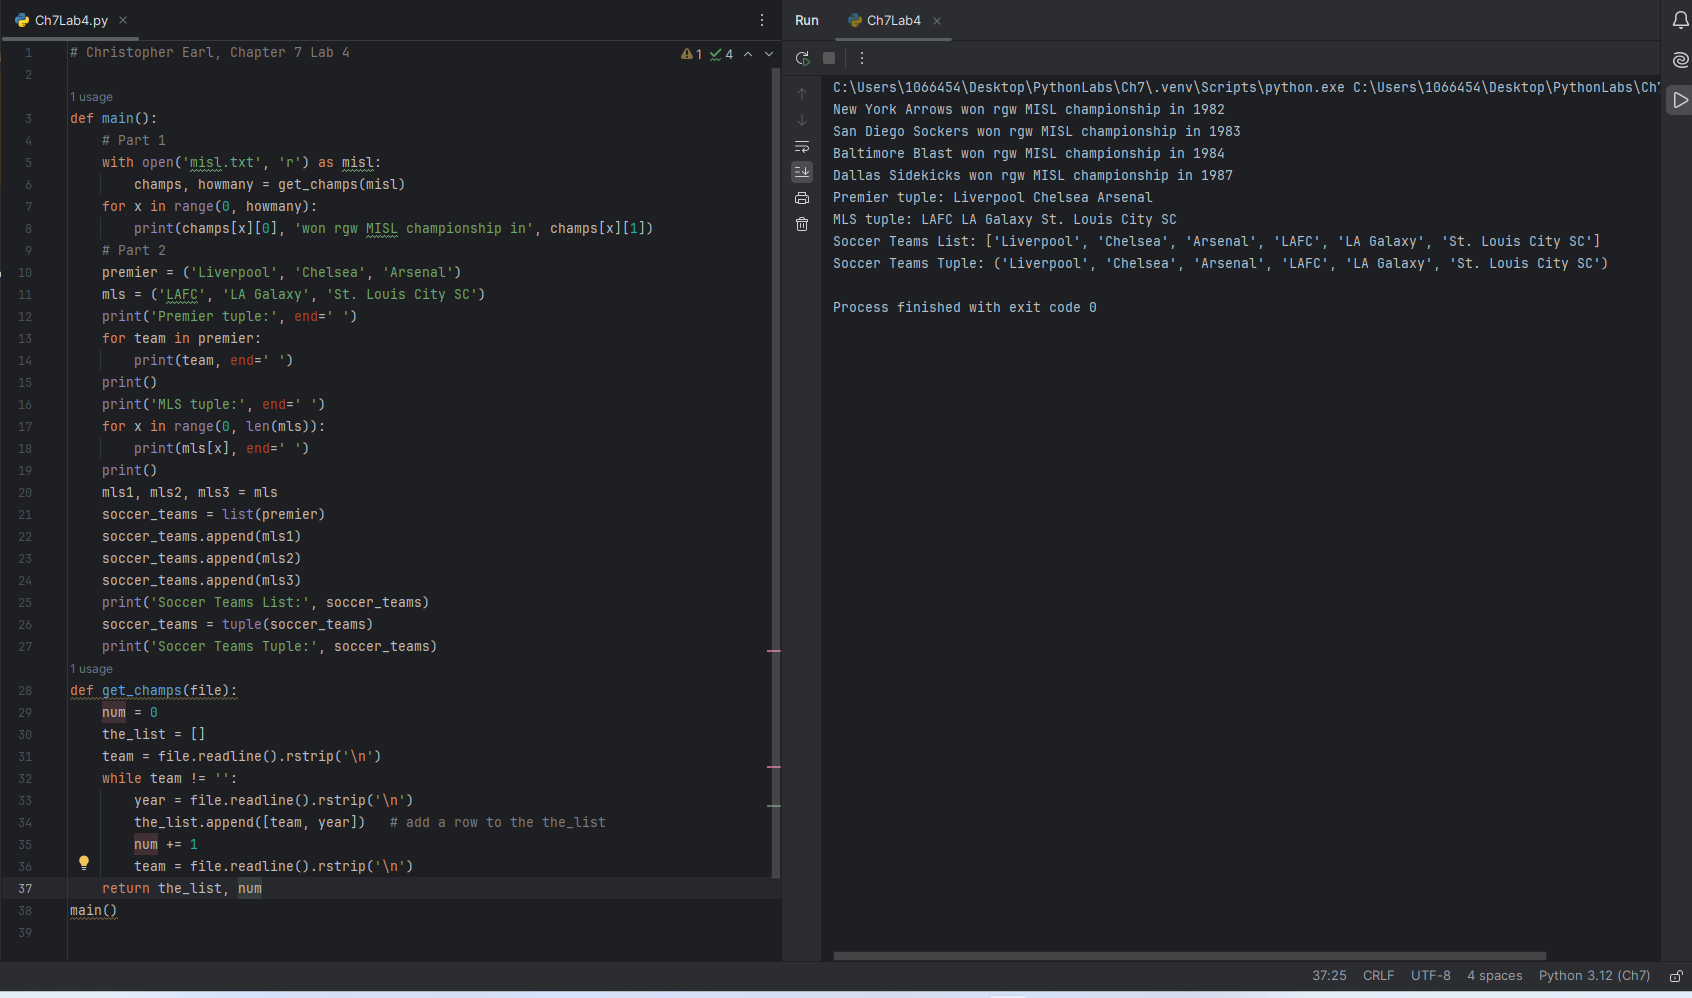 Ch7Lab4.py
1 # Christopher Earl, Chapter 7 Lab 4
1 4
2
1 usage
3 def main():
4     # Part 1
5     with open('misl.txt', 'r') as misl:
6         champs, howmany = get_champs(misl)
7     for x in range(0, howmany):
8         print(champs[x][0], 'won rgw MISL championship in', champs[x][1])
9     # Part 2
10     premier = ('Liverpool', 'Chelsea', 'Arsenal')
11     mls = ('LAFC', 'LA Galaxy', 'St. Louis City SC')
12     print('Premier tuple:', end=' ')
13     for team in premier:
14         print(team, end=' ')
15     print()
16     print('MLS tuple:', end=' ')
17     for x in range(0, len(mls)):
18         print(mls[x], end=' ')
19     print()
20     mls1, mls2, mls3 = mls
21     soccer_teams = list(premier)
22     soccer_teams.append(mls1)
23     soccer_teams.append(mls2)
24     soccer_teams.append(mls3)
25     print('Soccer Teams List:', soccer_teams)
26     soccer_teams = tuple(soccer_teams)
27     print('Soccer Teams Tuple:', soccer_teams)
1 usage
28 def get_champs(file):
29     num = 0
30     the_list = []
31     team = file.readline().rstrip('\n')
32     while team != '':
33         year = file.readline().rstrip('\n')
34         the_list.append([team, year])   # add a row to the the_list
35         num += 1
36         team = file.readline().rstrip('\n')
37     return the_list, num
38 main()
39
Run Ch7Lab4
C:\Users\1066454\Desktop\PythonLabs\Ch7\.venv\Scripts\python.exe C:\Users\1066454\Desktop\PythonLabs\Ch7
New York Arrows won rgw MISL championship in 1982
San Diego Sockers won rgw MISL championship in 1983
Baltimore Blast won rgw MISL championship in 1984
Dallas Sidekicks won rgw MISL championship in 1987
Premier tuple: Liverpool Chelsea Arsenal
MLS tuple: LAFC LA Galaxy St. Louis City SC
Soccer Teams List: ['Liverpool', 'Chelsea', 'Arsenal', 'LAFC', 'LA Galaxy', 'St. Louis City SC']
Soccer Teams Tuple: ('Liverpool', 'Chelsea', 'Arsenal', 'LAFC', 'LA Galaxy', 'St. Louis City SC')
Process finished with exit code 0
37:25 CRLF UTF-8 4 spaces Python 3.12 (Ch7)